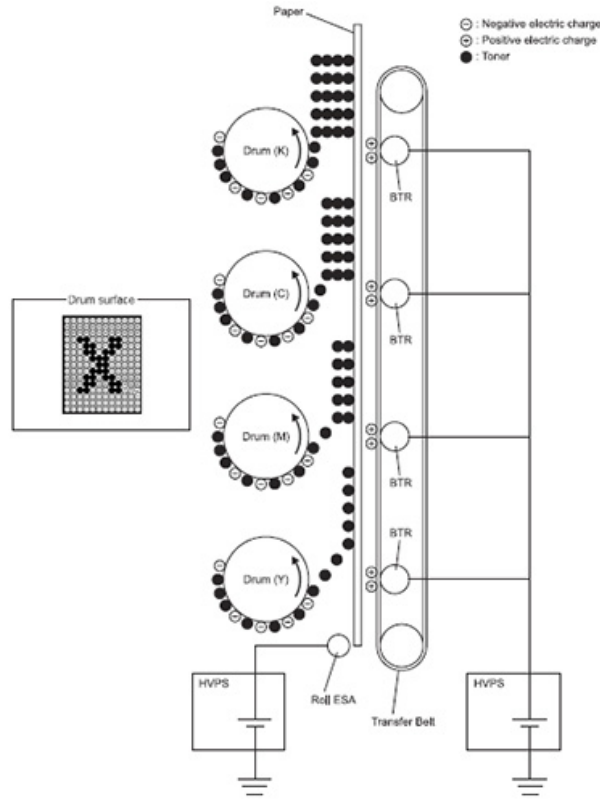 Paper
⊖ : Negative electric charge
⊕ : Positive electric charge
● : Toner
Drum (K)
BTR
Drum (C)
BTR
Drum surface
Drum (M)
BTR
BTR
Drum (Y)
HVPS
Roll ESA
Transfer Belt
HVPS